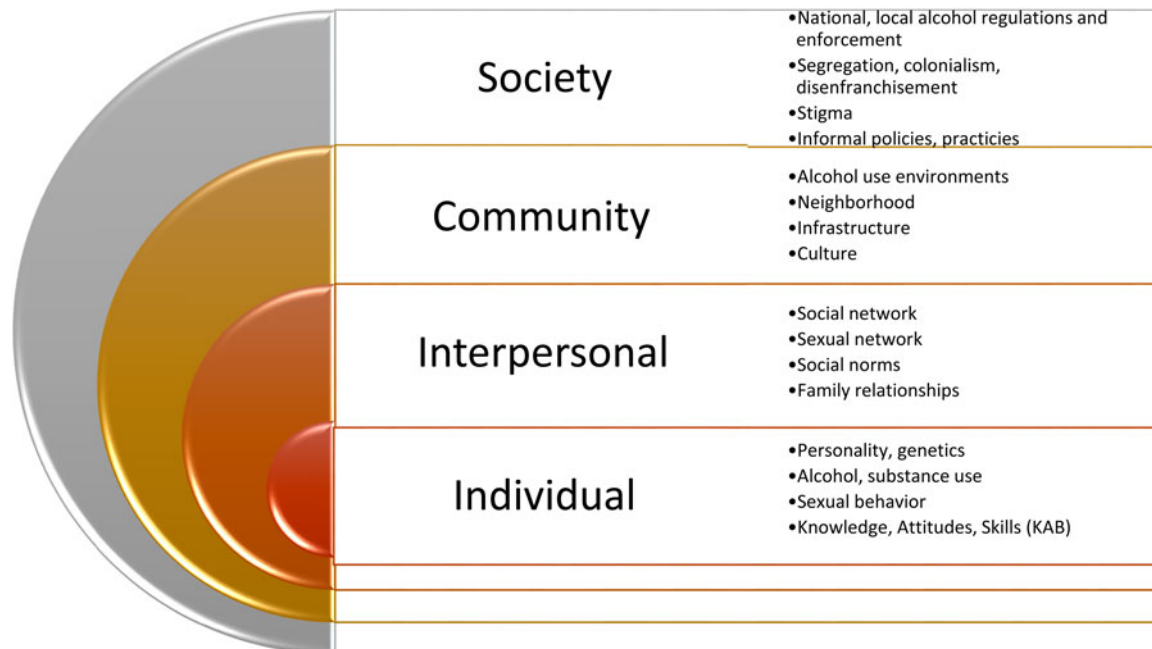 Society
•National, local alcohol regulations and
enforcement
•Segregation, colonialism,
disenfranchisement
•Stigma
•Informal policies, practicies
Community
•Alcohol use environments
•Neighborhood
•Infrastructure
•Culture
Interpersonal
•Social network
•Sexual network
•Social norms
•Family relationships
Individual
•Personality, genetics
•Alcohol, substance use
•Sexual behavior
•Knowledge, Attitudes, Skills (KAB)